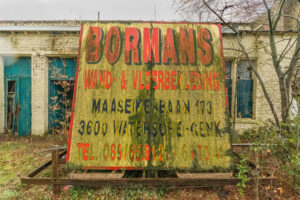 BORMANS
WAND- & VLOERBEKLEDING
MAASEIKERBAAN 173
3600 WATERSCHEI-GENK
TEL.